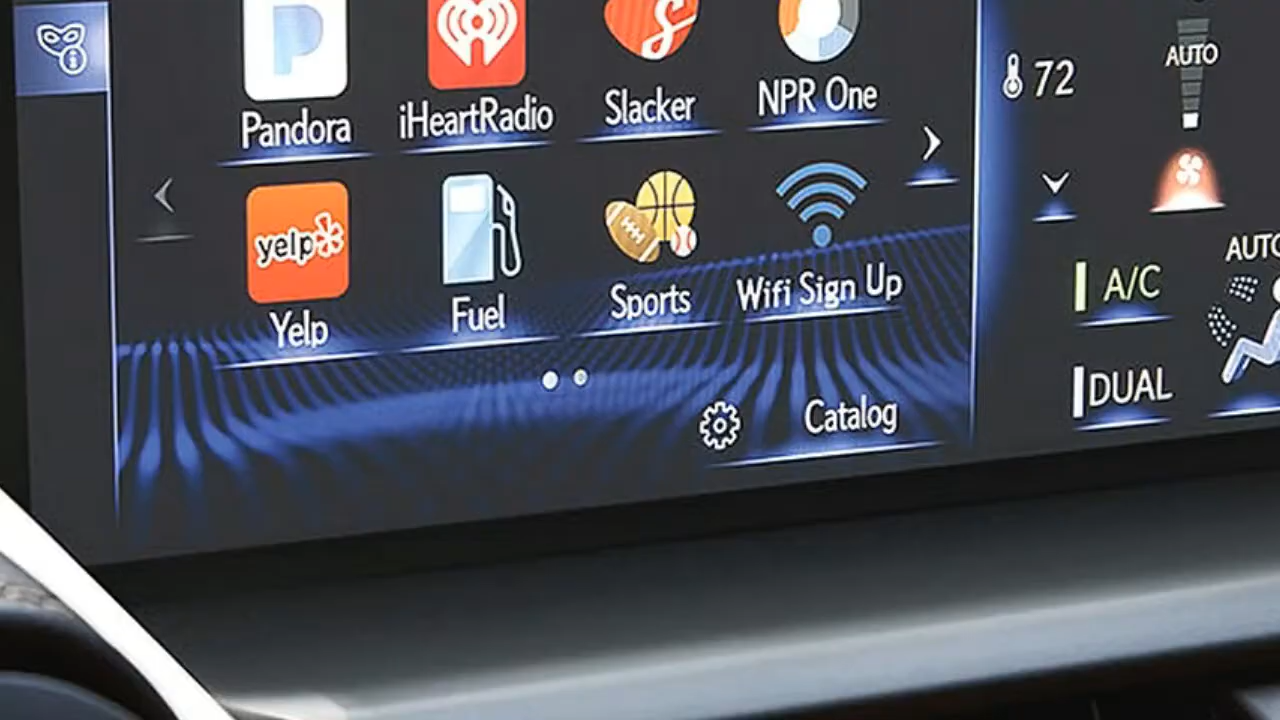 Pandora
iHeartRadio
Slacker
NPR One
yelp
Yelp
Fuel
Sports
Wifi Sign Up
Catalog
72
AUTO
A/C
AUTO
DUAL